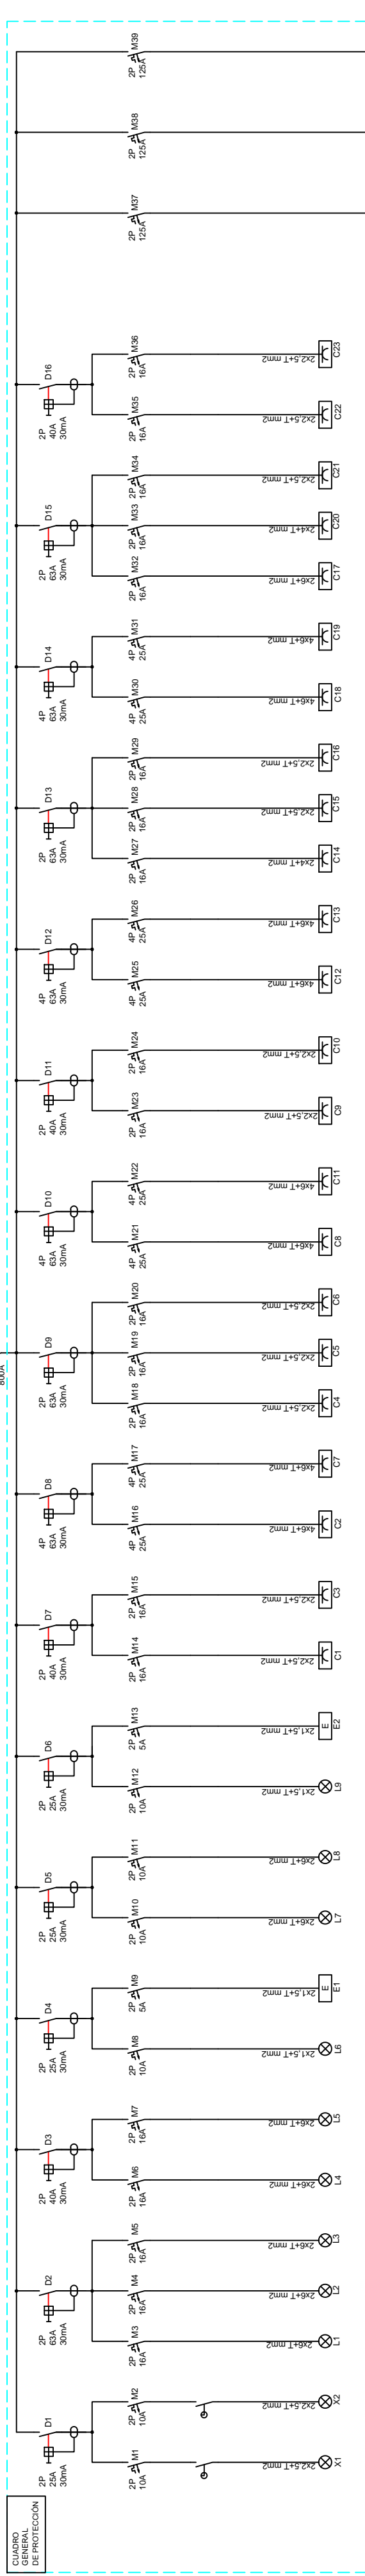 CUADRO
GENERAL
DE PROTECCIÓN
800A
D1
2P
25A
30mA
M1
2P
10A
2x2,5+T mm2
X1
M2
2P
10A
2x2,5+T mm2
X2
D2
2P
63A
30mA
M3
2P
16A
2x6+T mm2
L1
M4
2P
16A
2x6+T mm2
L2
M5
2P
16A
2x6+T mm2
L3
D3
2P
40A
30mA
M6
2P
16A
2x6+T mm2
L4
M7
2P
16A
2x6+T mm2
L5
D4
2P
25A
30mA
M8
2P
10A
2x1,5+T mm2
L6
M9
2P
5A
2x1,5+T mm2
E
E1
D5
2P
25A
30mA
M10
2P
10A
2x6+T mm2
L7
M11
2P
10A
2x6+T mm2
L8
D6
2P
25A
30mA
M12
2P
10A
2x1,5+T mm2
L9
M13
2P
5A
2x1,5+T mm2
E
E2
D7
2P
40A
30mA
M14
2P
16A
2x2,5+T mm2
C1
M15
2P
16A
2x2,5+T mm2
C3
D8
4P
63A
30mA
M16
4P
25A
4x6+T mm2
C2
M17
4P
25A
4x6+T mm2
C7
D9
2P
63A
30mA
M18
2P
16A
2x2,5+T mm2
C4
M19
2P
16A
2x2,5+T mm2
C5
M20
2P
16A
2x2,5+T mm2
C6
D10
4P
63A
30mA
M21
4P
25A
4x6+T mm2
C8
M22
4P
25A
4x6+T mm2
C11
D11
2P
40A
30mA
M23
2P
16A
2x2,5+T mm2
C9
M24
2P
16A
2x2,5+T mm2
C10
D12
4P
63A
30mA
M25
4P
25A
4x6+T mm2
C12
M26
4P
25A
4x6+T mm2
C13
D13
2P
63A
30mA
M27
2P
16A
2x4+T mm2
C14
M28
2P
16A
2x2,5+T mm2
C15
M29
2P
16A
2x2,5+T mm2
C16
D14
4P
63A
30mA
M30
4P
25A
4x6+T mm2
C18
M31
4P
25A
4x6+T mm2
C19
D15
2P
63A
30mA
M32
2P
16A
2x6+T mm2
C17
M33
2P
16A
2x4+T mm2
C20
M34
2P
16A
2x2,5+T mm2
C21
D16
2P
40A
30mA
M35
2P
16A
2x2,5+T mm2
C22
M36
2P
16A
2x2,5+T mm2
C23
M37
2P
125A
M38
2P
125A
M39
2P
125A